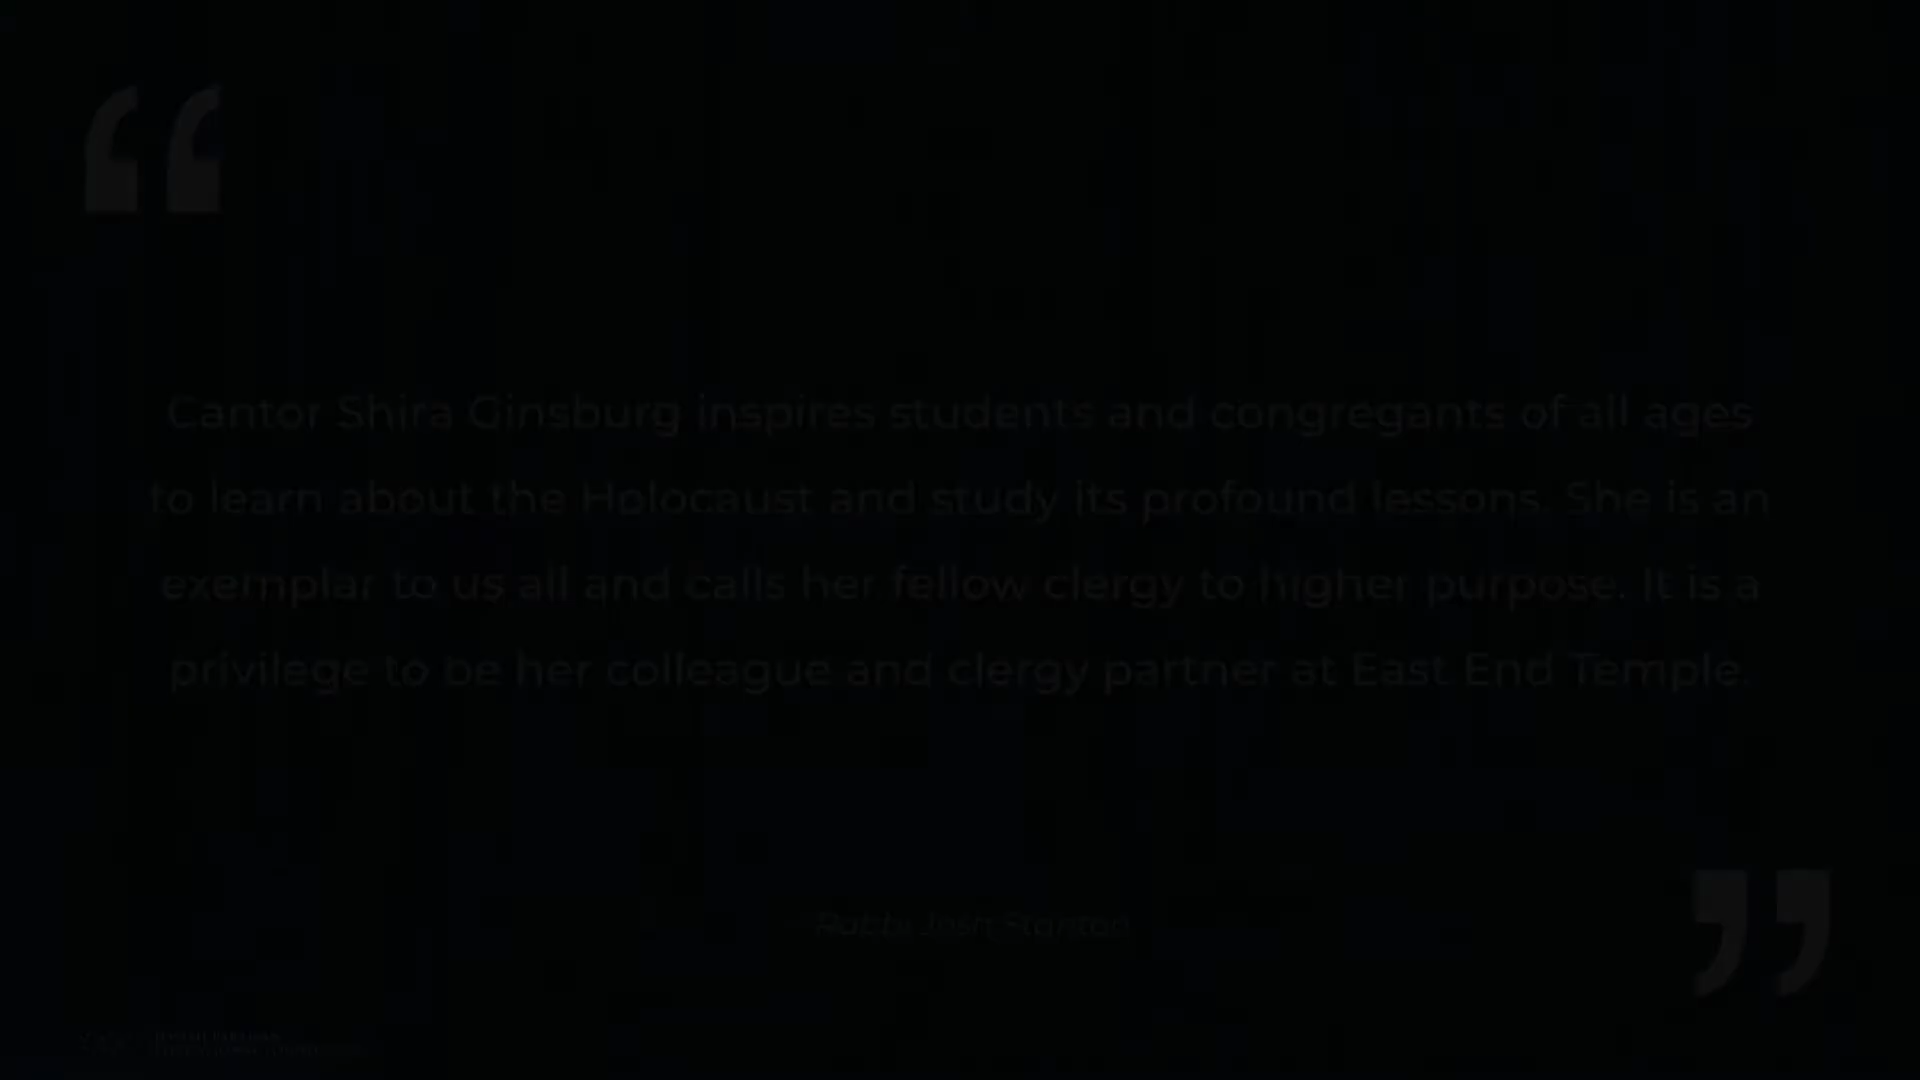 Cantor Shira Ginsburg inspires students and congregants of all ages
to learn about the Holocaust and study its profound lessons. She is an
exemplar to us all and calls her fellow clergy to higher purpose. It is a
privilege to be her colleague and clergy partner at East End Temple.
Rabbi Josh Stanton